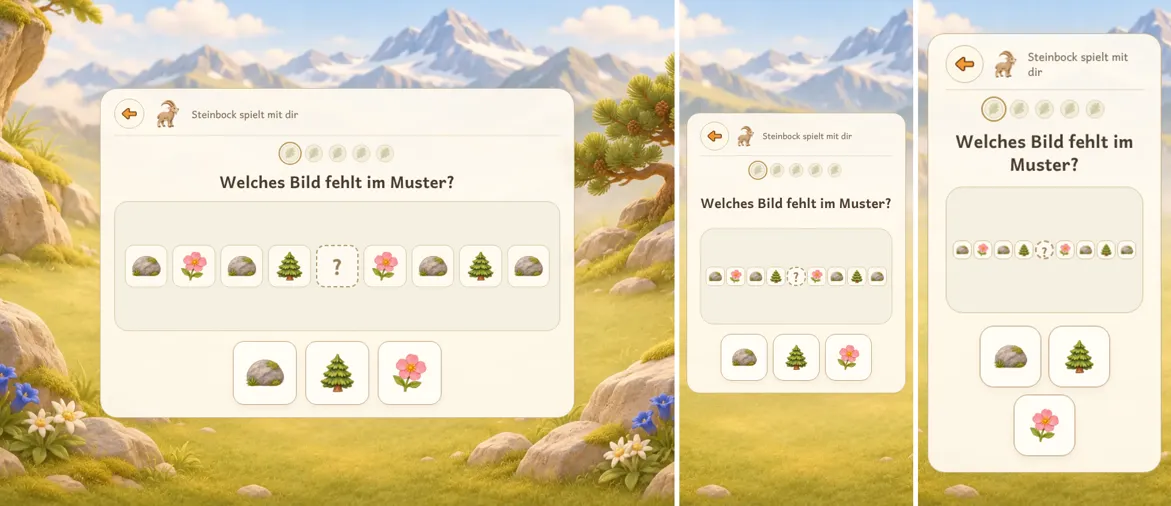 Steinbock spielt mit dir
Welches Bild fehlt im Muster?
?
Steinbock spielt mit dir
Welches Bild fehlt im Muster?
?
Steinbock spielt mit
dir
Welches Bild fehlt im
Muster?
?